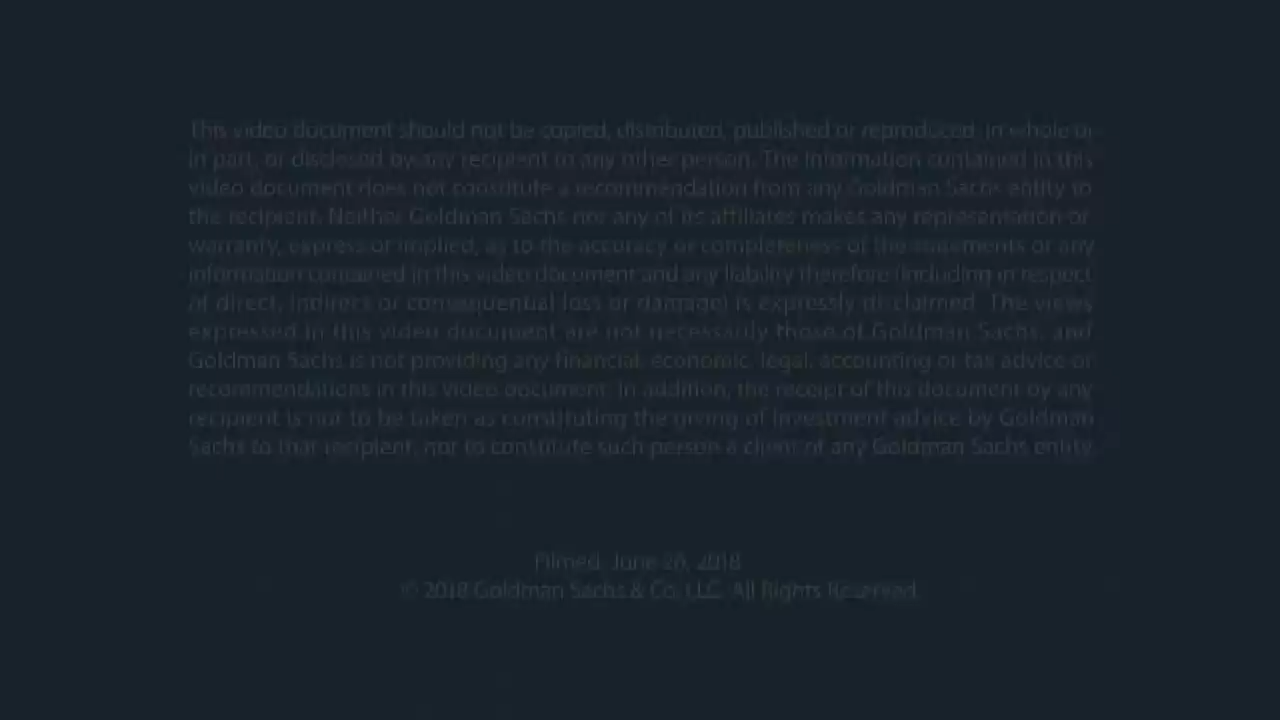 This video document should not be copied, distributed, published or reproduced, in whole or
in part, or disclosed by any recipient to any other person. The information contained in this
video document does not constitute a recommendation from any Goldman Sachs entity to
the recipient. Neither Goldman Sachs nor any of its affiliates makes any representation or
warranty, express or implied, as to the accuracy or completeness of the statements or any
information contained in this video document and any liability therefore (including in respect
of direct, indirect or consequential loss or damage) is expressly disclaimed. The views
expressed in this video document are not necessarily those of Goldman Sachs, and
Goldman Sachs is not providing any financial, economic, legal, accounting or tax advice or
recommendations in this video document. In addition, the receipt of this document by any
recipient is not to be taken as constituting the giving of investment advice by Goldman
Sachs to that recipient, nor to constitute such person a client of any Goldman Sachs entity.
Filmed: June 2018
© 2018 Goldman Sachs & Co. LLC. All Rights Reserved.